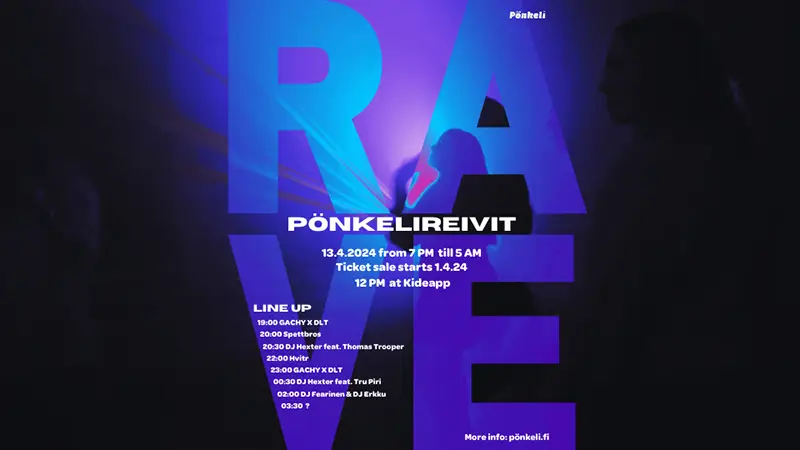 Pönkeli
RAVE
PÖNKELIREIVIT
13.4.2024 from 7 PM till 5 AM
Ticket sale starts 1.4.24
12 PM at Kideapp
LINE UP
19:00 GACHY X DLT
20:00 Spettbros
20:30 DJ Hexter feat. Thomas Trooper
22:00 Hvitr
23:00 GACHY X DLT
00:30 DJ Hexter feat. Tru Piri
02:00 DJ Fearinen & DJ Erkku
03:30 ?
More info: pönkeli.fi